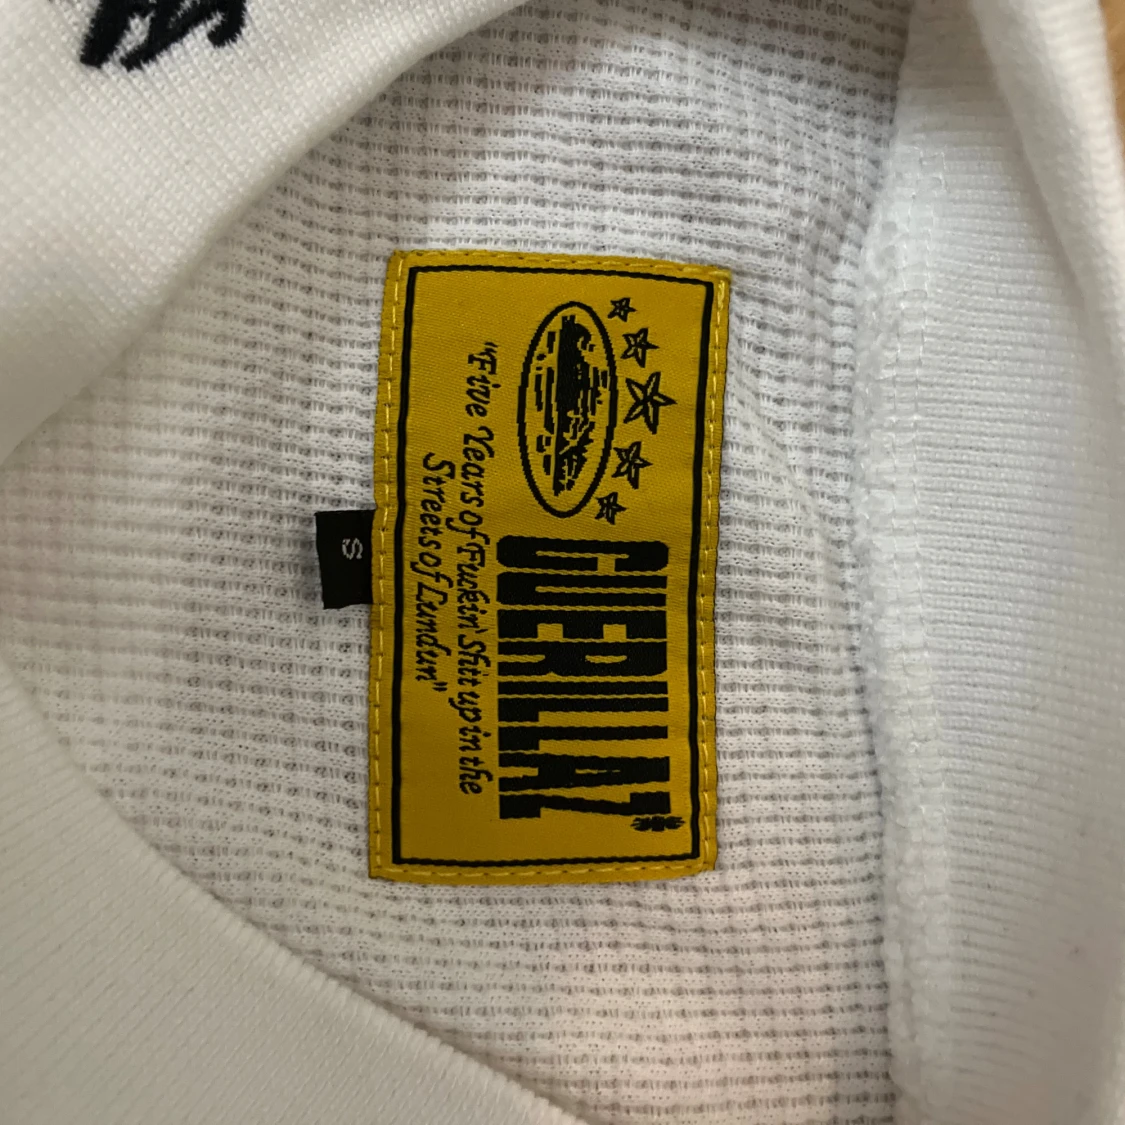 GUERILLAZ
"Five Years of Fuckin' Shit up in the
Streets of Lundun"
S